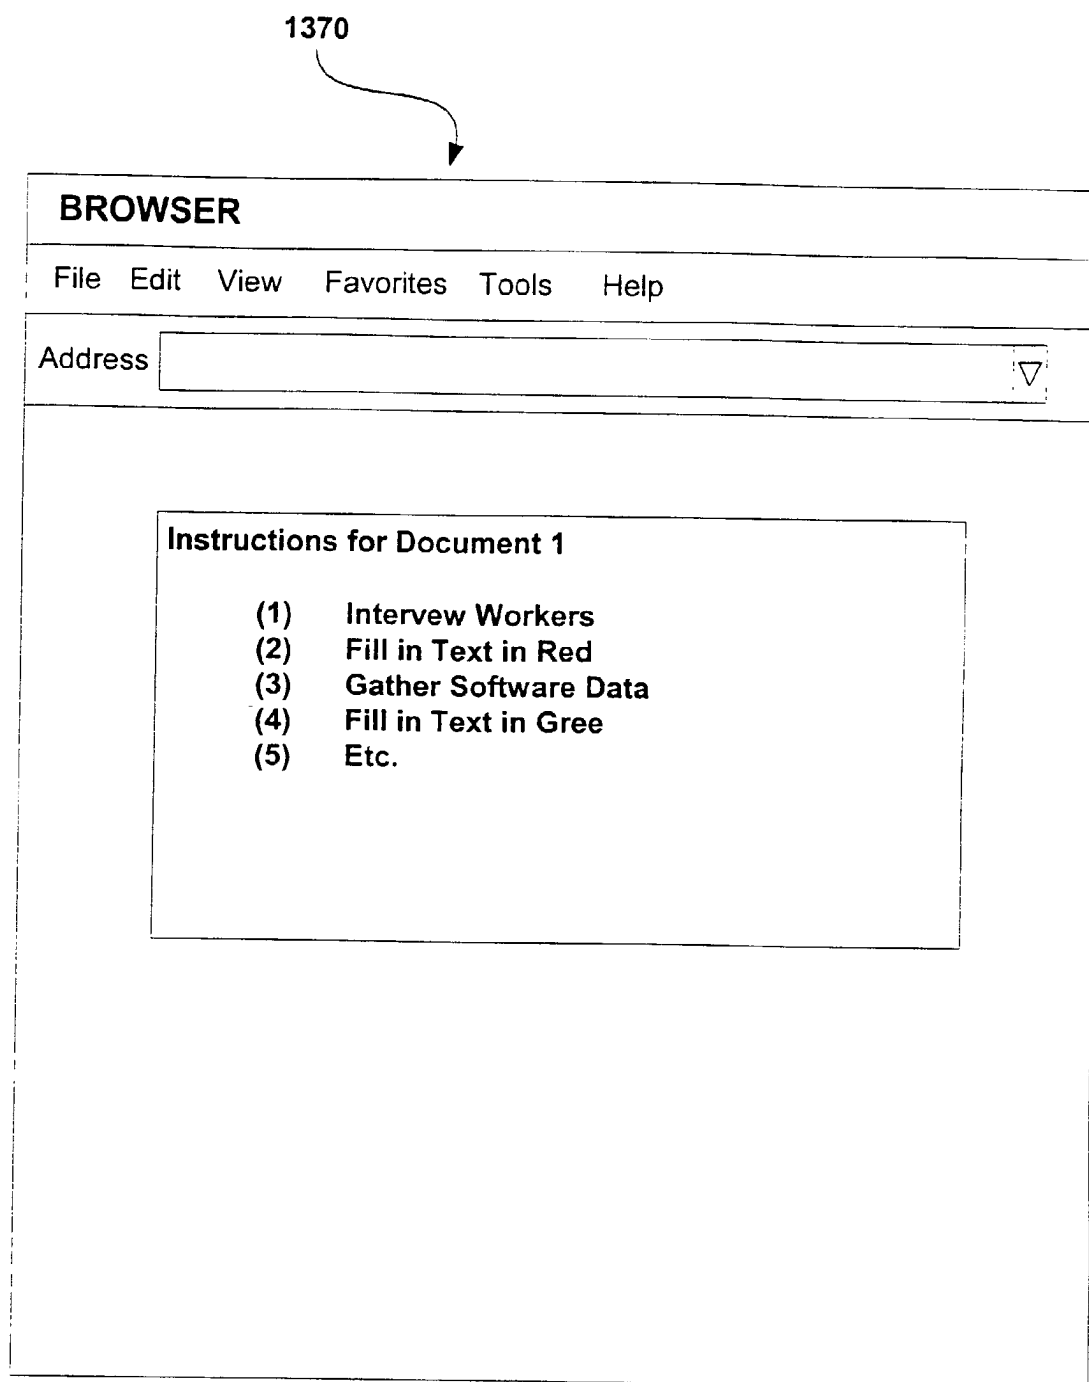 1370
BROWSER
File Edit View Favorites Tools Help
Address
Instructions for Document 1
(1) Intervew Workers
(2) Fill in Text in Red
(3) Gather Software Data
(4) Fill in Text in Gree
(5) Etc.